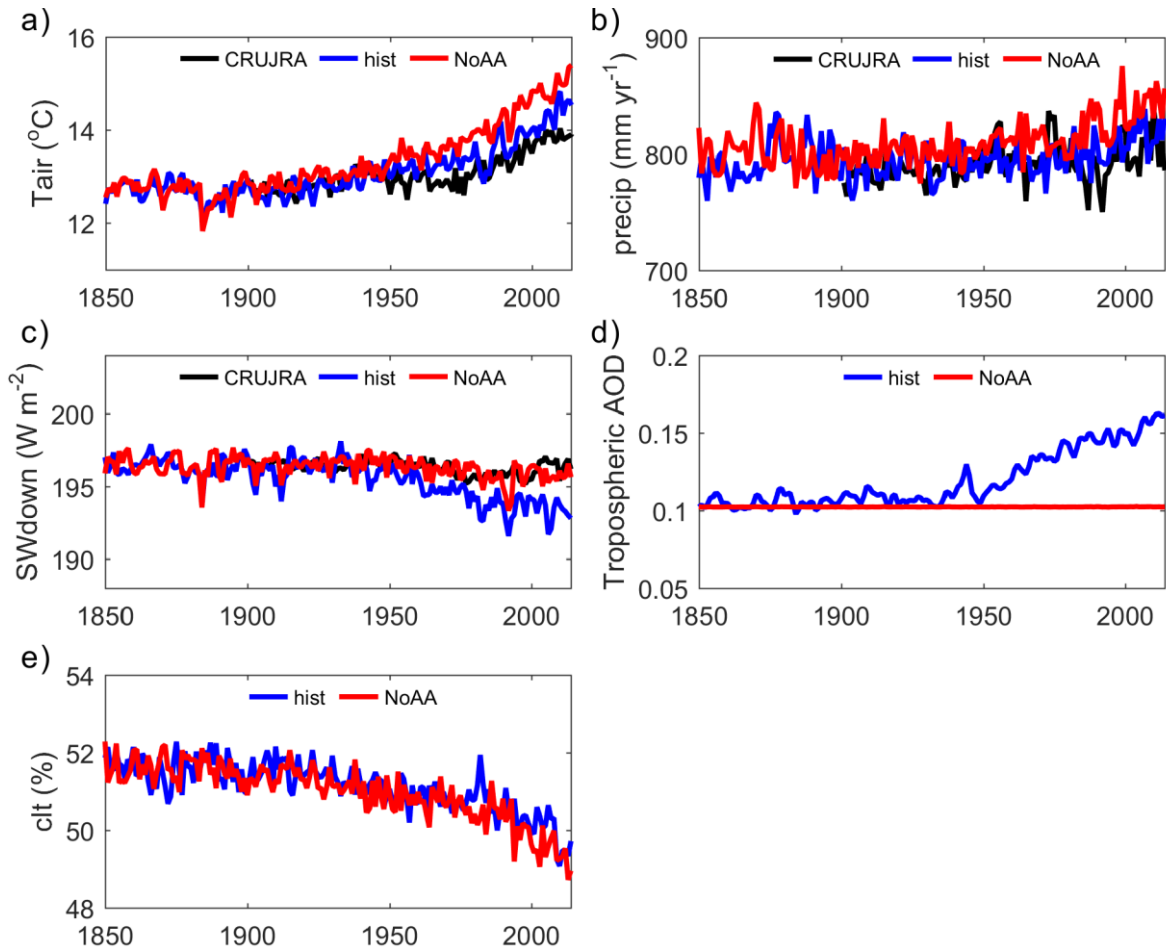 a)
16
14
12
Tair (°C)
CRUJRA hist NoAA
1850 1900 1950 2000
b)
900
800
700
precip (mm yr⁻¹)
CRUJRA hist NoAA
1850 1900 1950 2000
c)
200
195
190
SWdown (W m⁻²)
CRUJRA hist NoAA
1850 1900 1950 2000
d)
0.2
0.15
0.1
0.05
Tropospheric AOD
hist NoAA
1850 1900 1950 2000
e)
54
52
50
48
clt (%)
hist NoAA
1850 1900 1950 2000